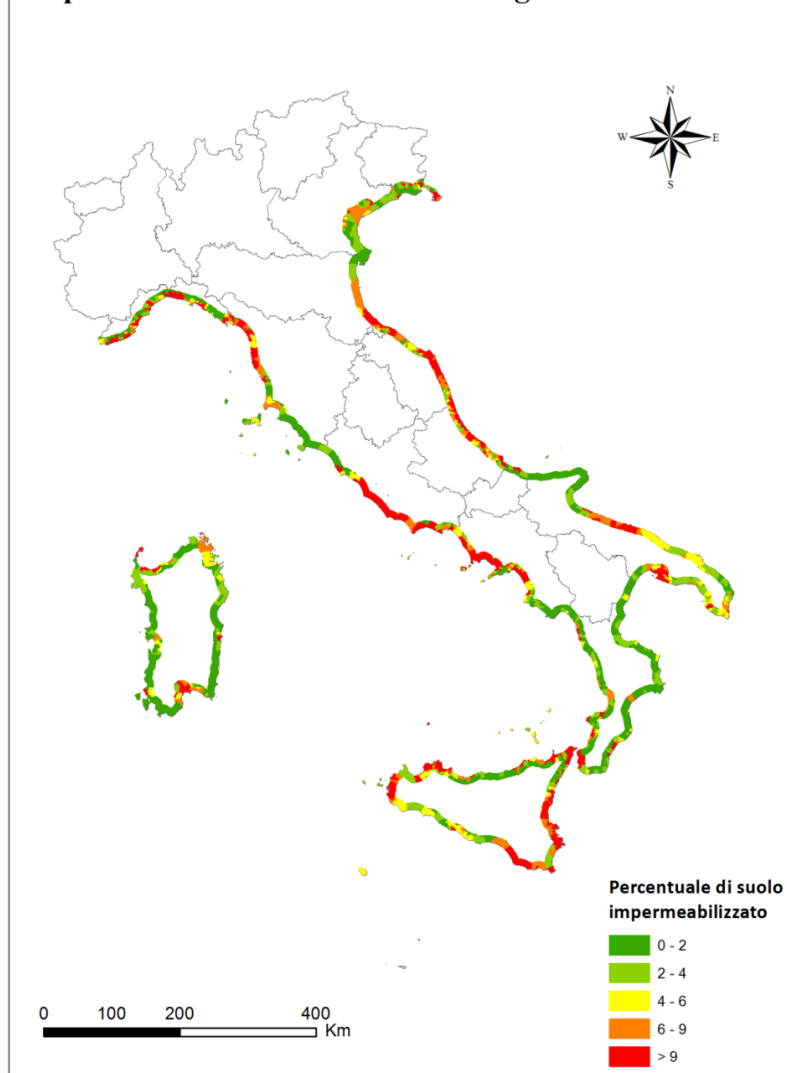 N
W E
S
Percentuale di suolo
impermeabilizzato
0 - 2
2 - 4
4 - 6
6 - 9
> 9
0 100 200 400
Km